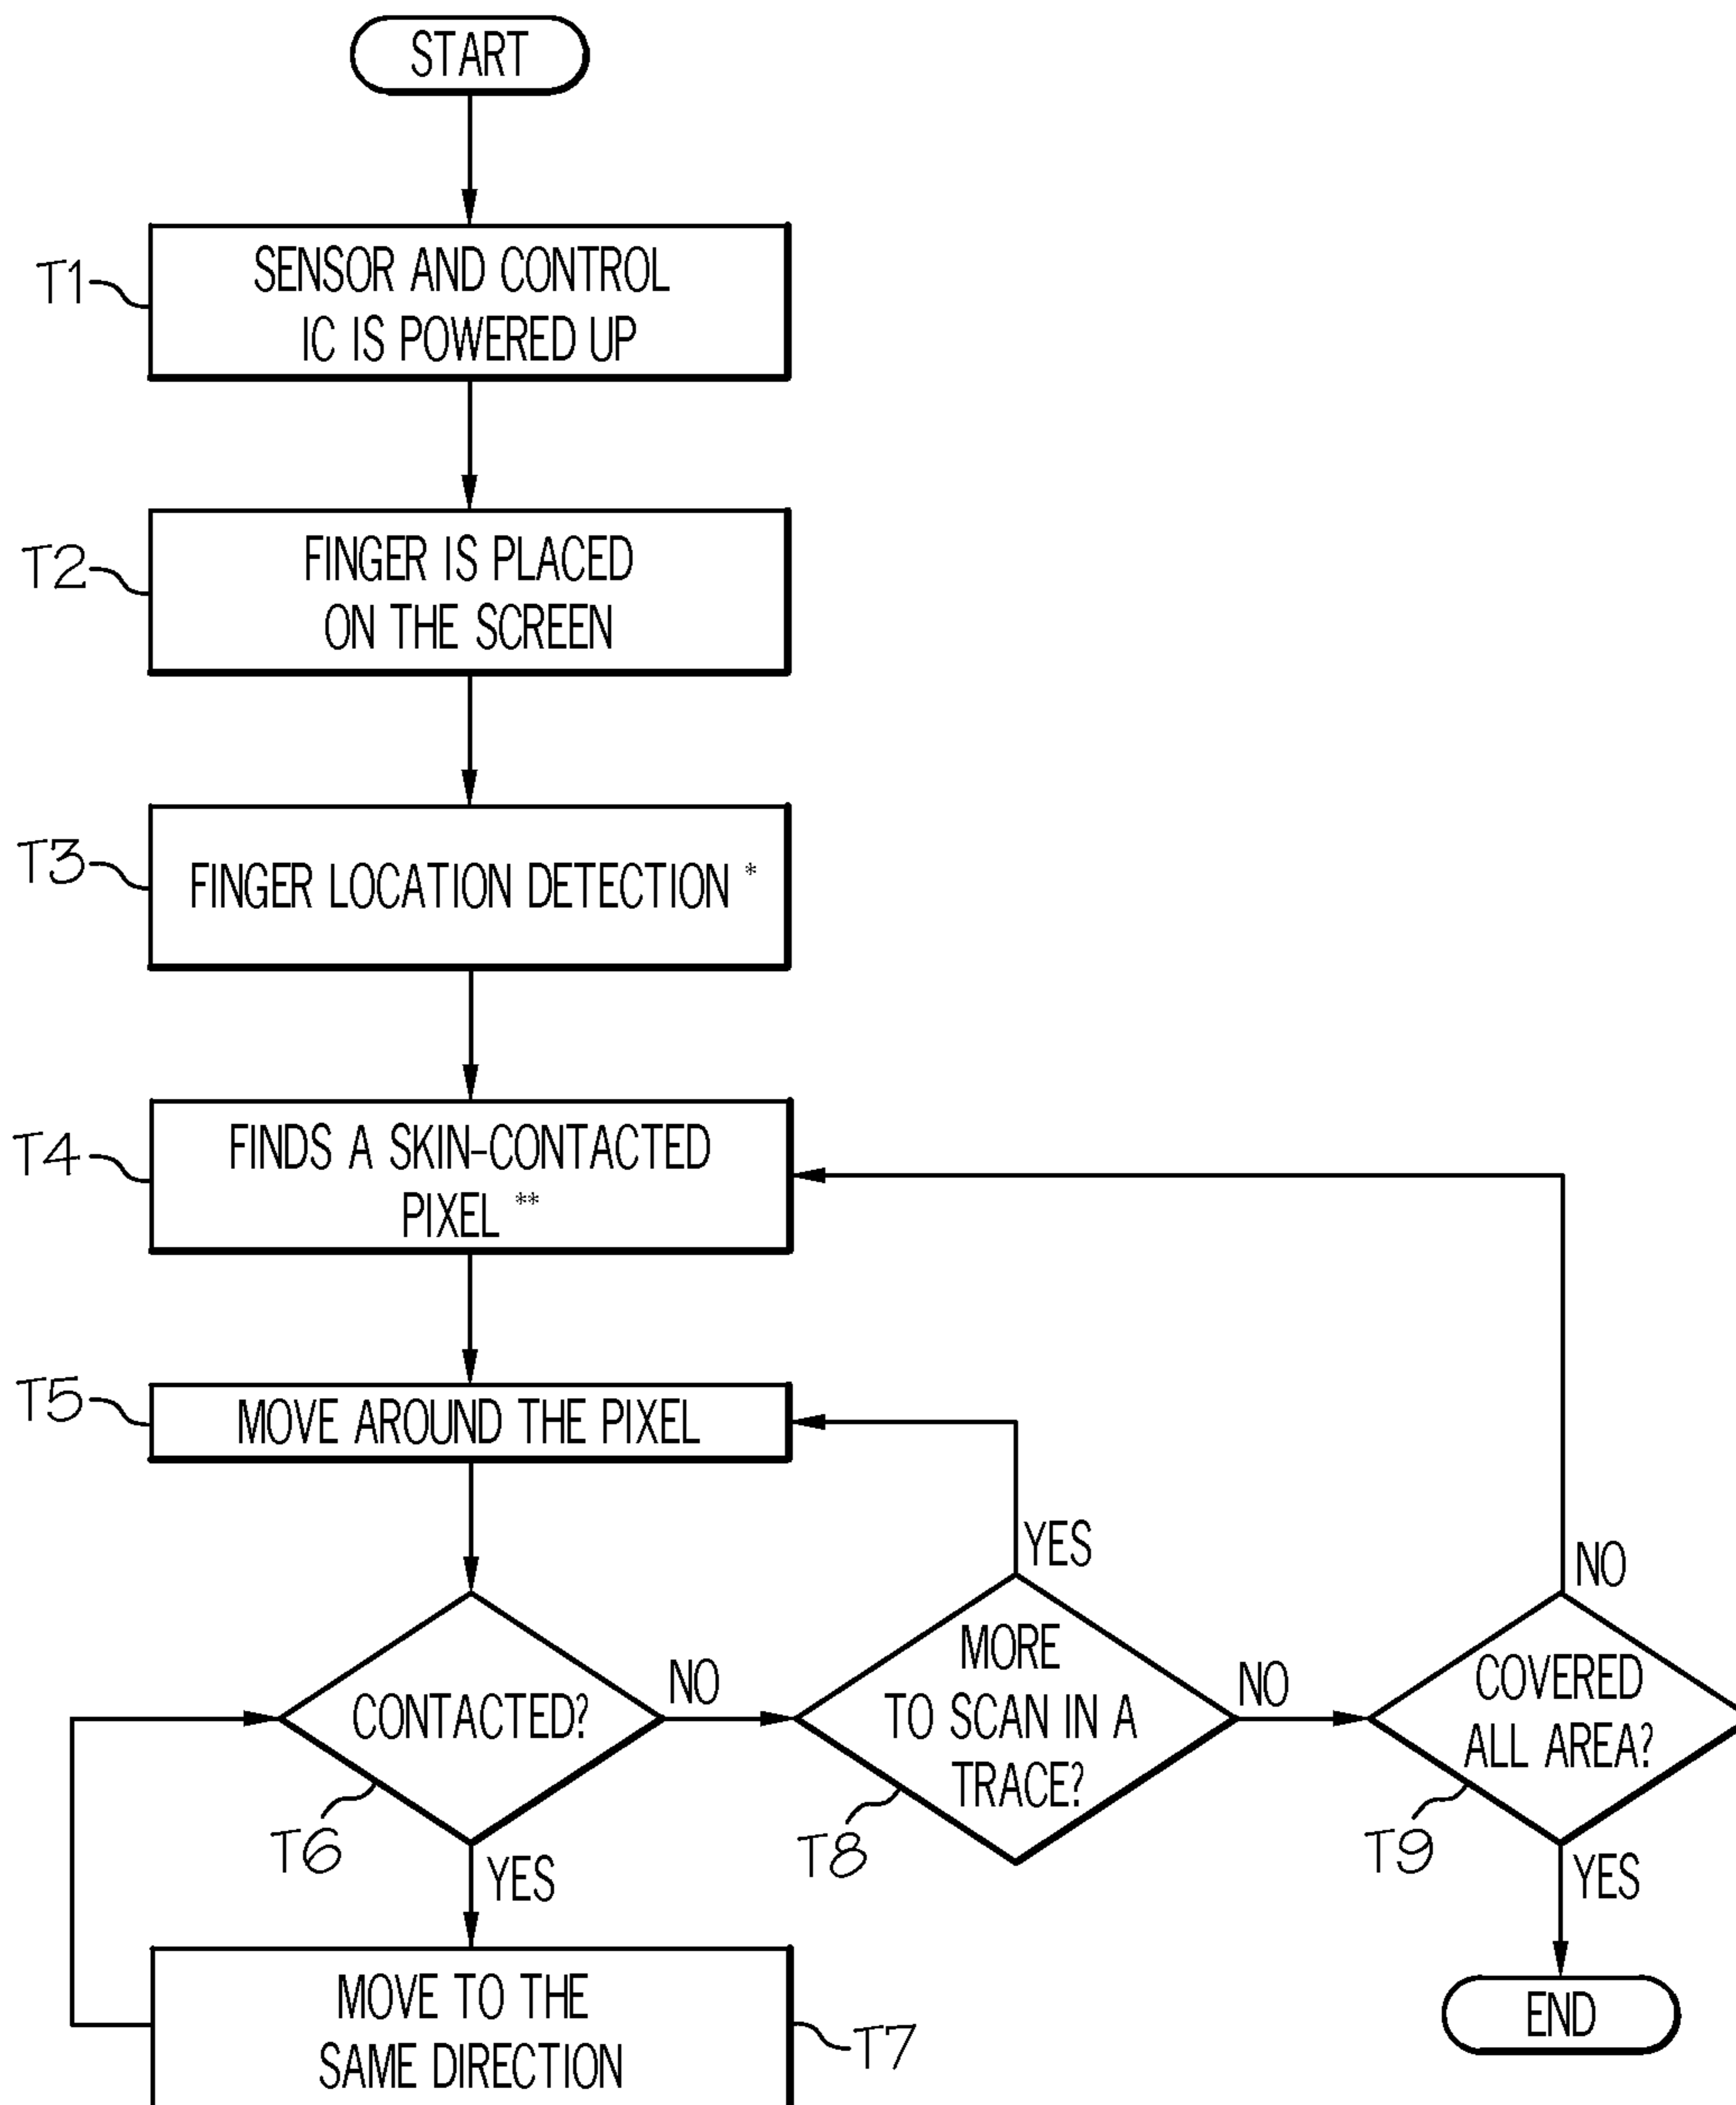 START
T1
SENSOR AND CONTROL
IC IS POWERED UP
T2
FINGER IS PLACED
ON THE SCREEN
T3
FINGER LOCATION DETECTION *
T4
FINDS A SKIN-CONTACTED
PIXEL **
T5
MOVE AROUND THE PIXEL
CONTACTED?
T6
NO
YES
MORE
TO SCAN IN A
TRACE?
T8
YES
NO
COVERED
ALL AREA?
T9
NO
YES
MOVE TO THE
SAME DIRECTION
T7
END